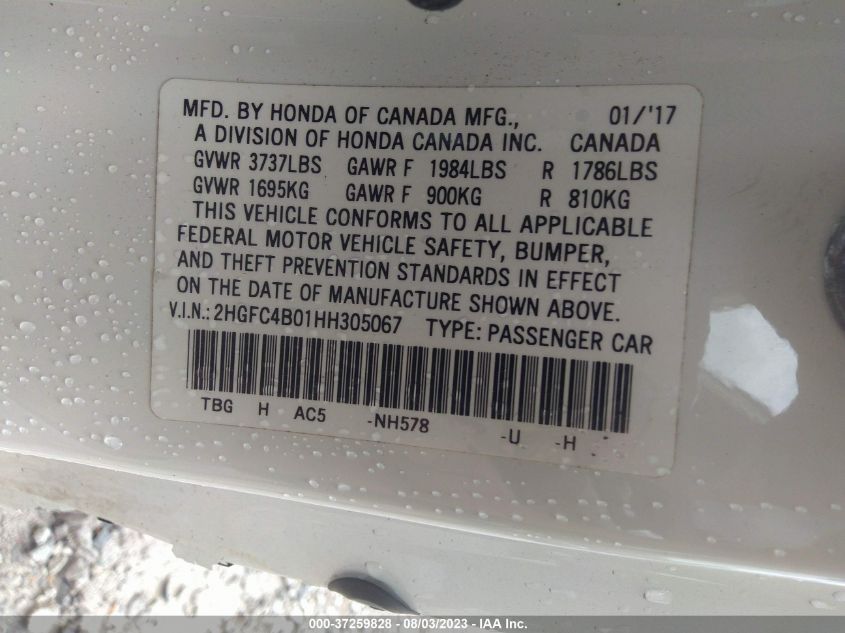 MFD. BY HONDA OF CANADA MFG., 01/'17
A DIVISION OF HONDA CANADA INC. CANADA
GVWR 3737LBS GAWR F 1984LBS R 1786LBS
GVWR 1695KG GAWR F 900KG R 810KG
THIS VEHICLE CONFORMS TO ALL APPLICABLE
FEDERAL MOTOR VEHICLE SAFETY, BUMPER,
AND THEFT PREVENTION STANDARDS IN EFFECT
ON THE DATE OF MANUFACTURE SHOWN ABOVE.
V.I.N.: 2HGFC4B01HH305067 TYPE: PASSENGER CAR
TBG H AC5 -NH578 -U -H
000-37259828 - 08/03/2023 - IAA Inc.